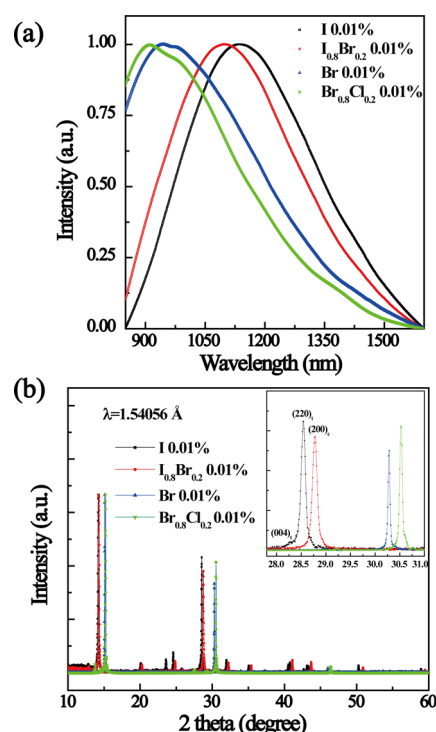 (a)
I 0.01%
I0.8Br0.2 0.01%
Br 0.01%
Br0.8Cl0.2 0.01%
Intensity (a.u.)
1.00
0.75
0.50
0.25
0.00
900 1050 1200 1350 1500
Wavelength (nm)
(b)
λ=1.54056 Å
I 0.01%
I0.8Br0.2 0.01%
Br 0.01%
Br0.8Cl0.2 0.01%
(220)t
(200)c
(004)t
28.0 28.5 29.0 29.5 30.0 30.5 31.0
Intensity (a.u.)
10 20 30 40 50 60
2 theta (degree)